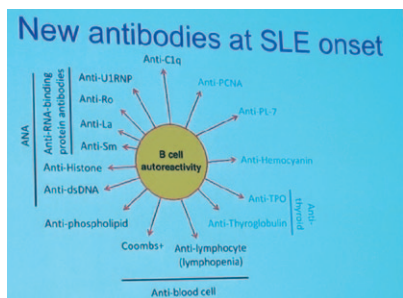 New antibodies at SLE onset
Anti-C1q
Anti-U1RNP
Anti-PCNA
Anti-Ro
Anti-PL-7
Anti-La
Anti-Sm
ANA
Anti-RNA-binding
protein antibodies
B cell
autoreactivity
Anti-Hemocyanin
Anti-Histone
Anti-dsDNA
Anti-TPO
Anti-Thyroglobulin
Anti-
thyroid
Anti-phospholipid
Coombs+
Anti-lymphocyte
(lymphopenia)
Anti-blood cell